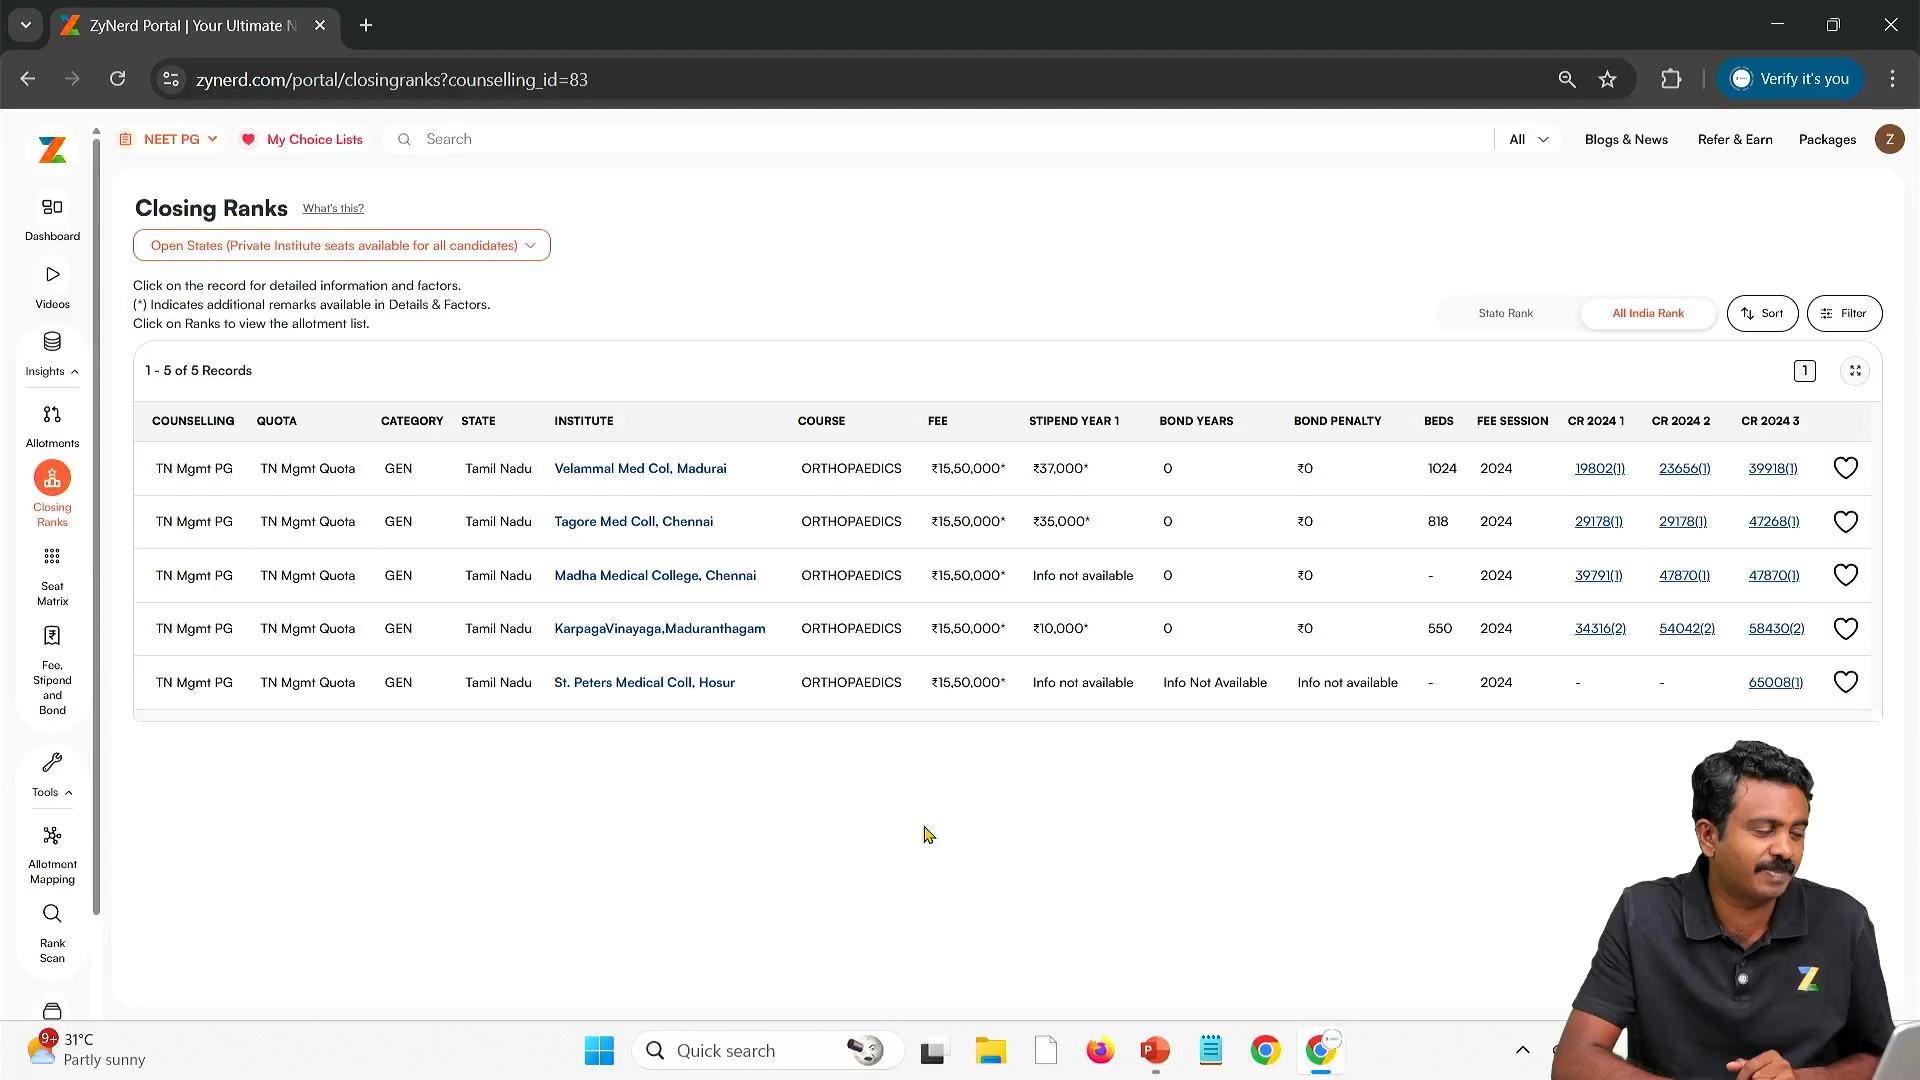 ZyNerd Portal | Your Ultimate N
zynerd.com/portal/closingranks?counselling_id=83
Verify it's you
NEET PG
My Choice Lists
Search
All
Blogs & News
Refer & Earn
Packages
Z
Dashboard
Videos
Insights
Allotments
Closing
Ranks
Seat
Matrix
Fee,
Stipend
and
Bond
Tools
Allotment
Mapping
Rank
Scan
Closing Ranks
What's this?
Open States (Private Institute seats available for all candidates)
Click on the record for detailed information and factors.
(*) Indicates additional remarks available in Details & Factors.
Click on Ranks to view the allotment list.
State Rank
All India Rank
Sort
Filter
1 - 5 of 5 Records
1
COUNSELLING QUOTA CATEGORY STATE INSTITUTE COURSE FEE STIPEND YEAR 1 BOND YEARS BOND PENALTY BEDS FEE SESSION CR 2024 1 CR 2024 2 CR 2024 3
TN Mgmt PG TN Mgmt Quota GEN Tamil Nadu Velammal Med Col, Madurai ORTHOPAEDICS ₹15,50,000* ₹37,000* 0 ₹0 1024 2024 19802(1) 23656(1) 39918(1)
TN Mgmt PG TN Mgmt Quota GEN Tamil Nadu Tagore Med Coll, Chennai ORTHOPAEDICS ₹15,50,000* ₹35,000* 0 ₹0 818 2024 29178(1) 29178(1) 47268(1)
TN Mgmt PG TN Mgmt Quota GEN Tamil Nadu Madha Medical College, Chennai ORTHOPAEDICS ₹15,50,000* Info not available 0 ₹0 - 2024 39791(1) 47870(1) 47870(1)
TN Mgmt PG TN Mgmt Quota GEN Tamil Nadu KarpagaVinayaga,Maduranthagam ORTHOPAEDICS ₹15,50,000* ₹10,000* 0 ₹0 550 2024 34316(2) 54042(2) 58430(2)
TN Mgmt PG TN Mgmt Quota GEN Tamil Nadu St. Peters Medical Coll, Hosur ORTHOPAEDICS ₹15,50,000* Info not available Info Not Available Info not available - 2024 - - 65008(1)
9+
31°C
Partly sunny
Quick search